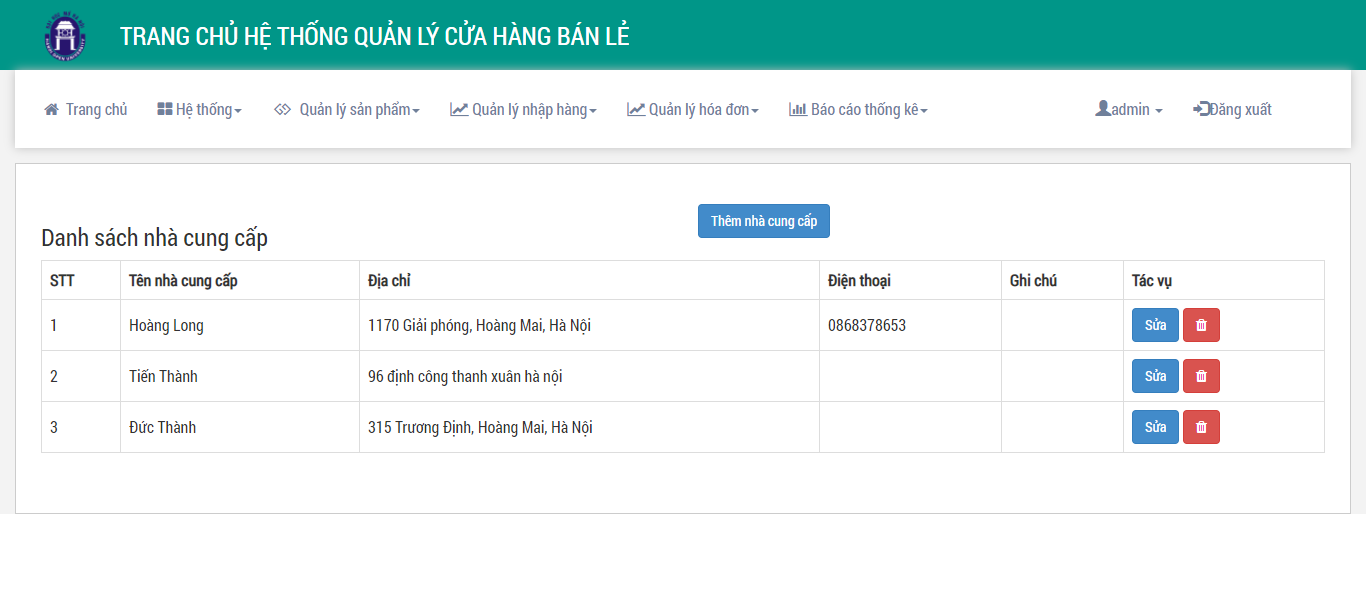 TRANG CHỦ HỆ THỐNG QUẢN LÝ CỬA HÀNG BÁN LẺ
Trang chủ Hệ thống Quản lý sản phẩm Quản lý nhập hàng Quản lý hóa đơn Báo cáo thống kê admin Đăng xuất
Thêm nhà cung cấp
Danh sách nhà cung cấp
STT Tên nhà cung cấp Địa chỉ Điện thoại Ghi chú Tác vụ
1 Hoàng Long 1170 Giải phóng, Hoàng Mai, Hà Nội 0868378653 Sửa
2 Tiến Thành 96 định công thanh xuân hà nội Sửa
3 Đức Thành 315 Trương Định, Hoàng Mai, Hà Nội Sửa